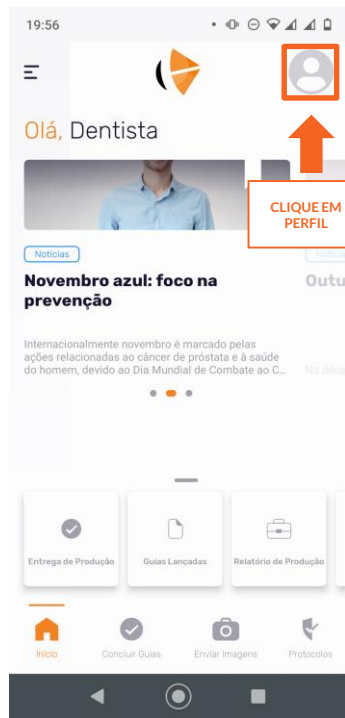 19:56
Olá, Dentista
CLIQUE EM
PERFIL
Notícias
Novembro azul: foco na
prevenção
Outu
Internacionalmente novembro é marcado pelas
ações relacionadas ao câncer de próstata e à saúde
do homem, devido ao Dia Mundial de Combate ao C...
Na déca
Entrega de Produção
Guias Lançadas
Relatório de Produção
Início
Concluir Guias
Enviar Imagens
Protocolos